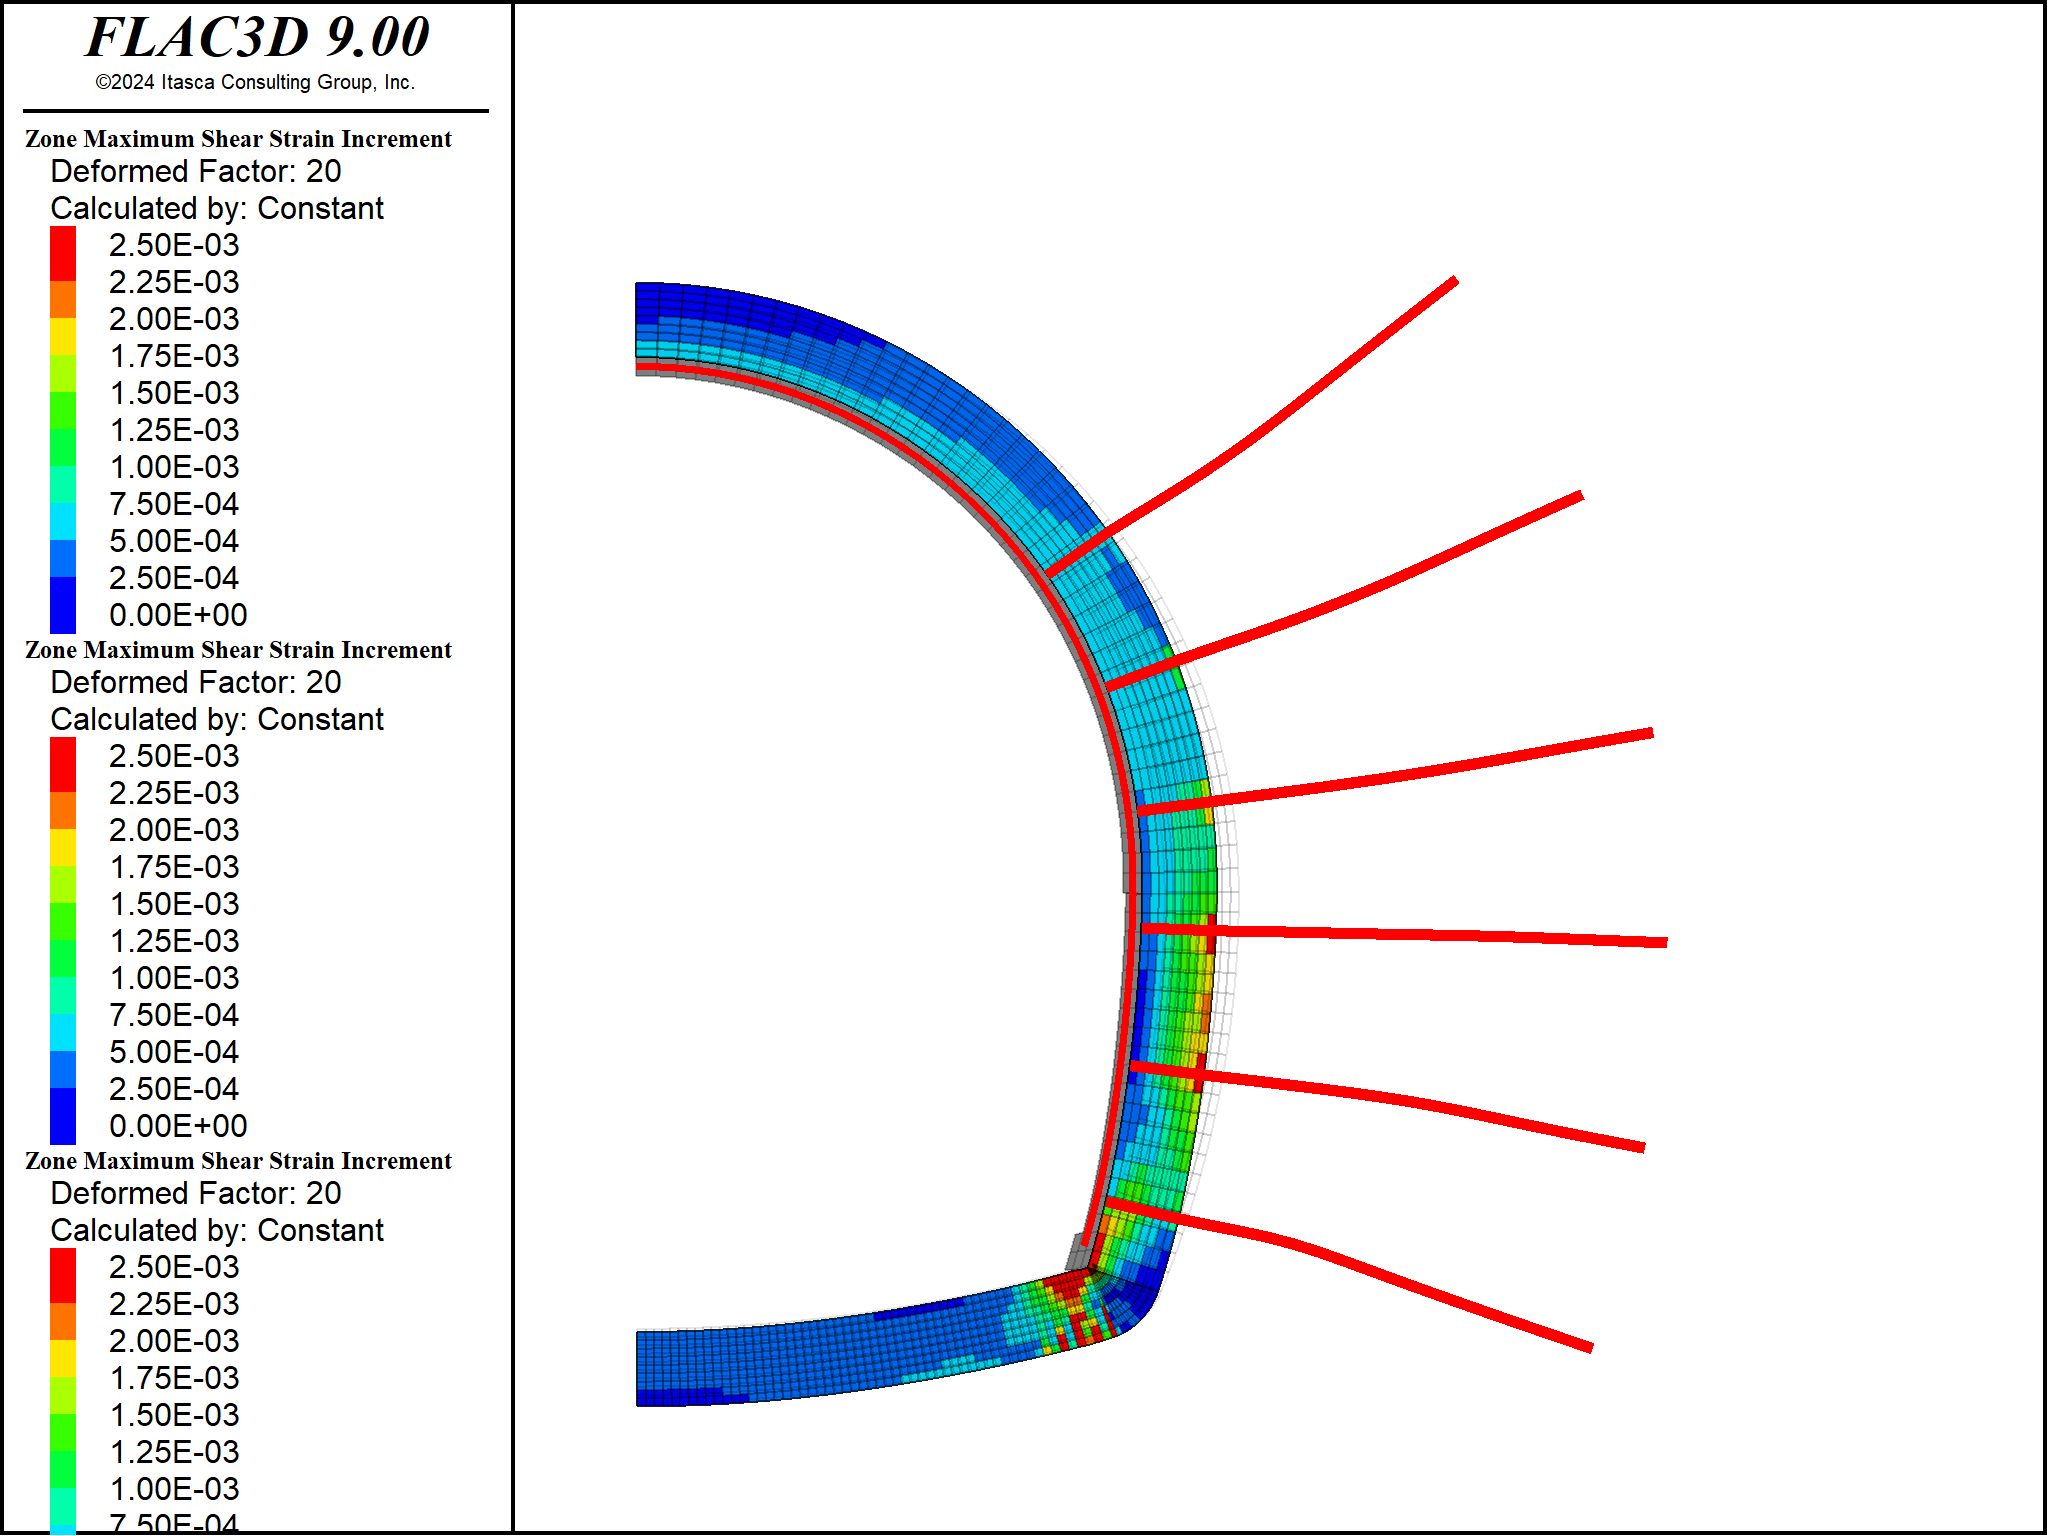 FLAC3D 9.00
©2024 Itasca Consulting Group, Inc.
Zone Maximum Shear Strain Increment
Deformed Factor: 20
Calculated by: Constant
2.50E-03
2.25E-03
2.00E-03
1.75E-03
1.50E-03
1.25E-03
1.00E-03
7.50E-04
5.00E-04
2.50E-04
0.00E+00
Zone Maximum Shear Strain Increment
Deformed Factor: 20
Calculated by: Constant
2.50E-03
2.25E-03
2.00E-03
1.75E-03
1.50E-03
1.25E-03
1.00E-03
7.50E-04
5.00E-04
2.50E-04
0.00E+00
Zone Maximum Shear Strain Increment
Deformed Factor: 20
Calculated by: Constant
2.50E-03
2.25E-03
2.00E-03
1.75E-03
1.50E-03
1.25E-03
1.00E-03
7.50E-04